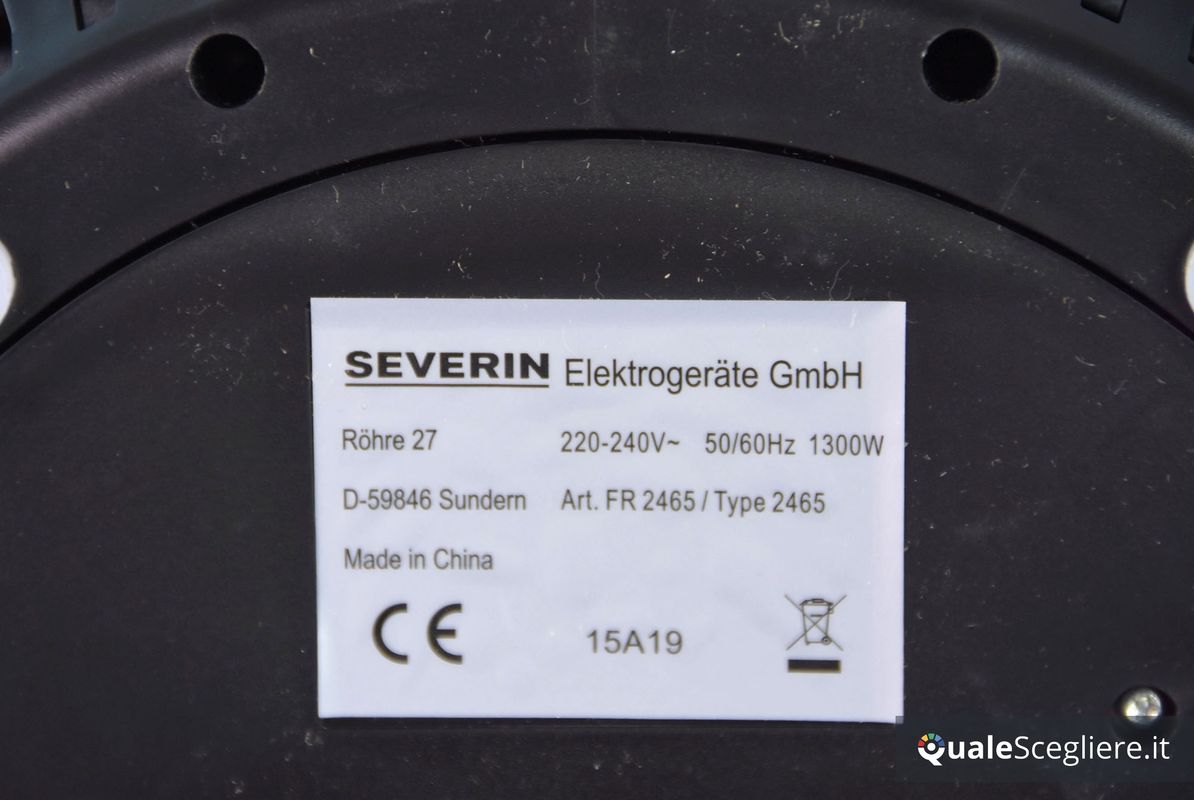 SEVERIN Elektrogeräte GmbH
Röhre 27 220-240V~ 50/60Hz 1300W
D-59846 Sundern Art. FR 2465 / Type 2465
Made in China
CE 15A19
QualeScegliere.it